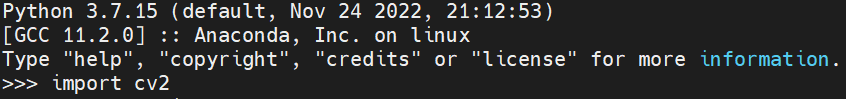 Python 3.7.15 (default, Nov 24 2022, 21:12:53)
[GCC 11.2.0] :: Anaconda, Inc. on linux
Type "help", "copyright", "credits" or "license" for more information.
>>> import cv2